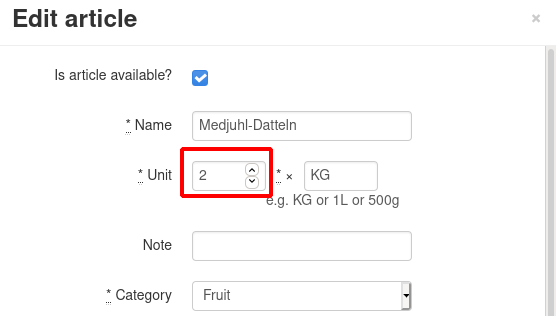 Edit article ×
Is article available?
* Name Medjuhl-Datteln
* Unit 2 * × KG
e.g. KG or 1L or 500g
Note
* Category Fruit